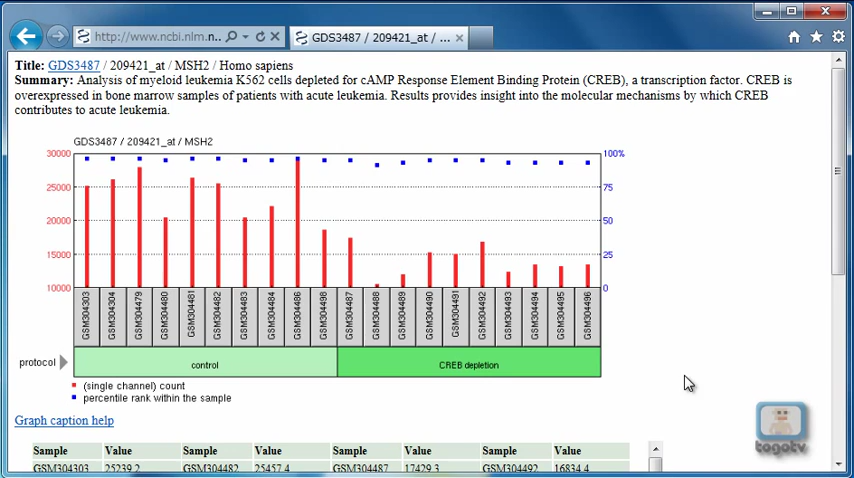 http://www.ncbi.nlm.n..
GDS3487 / 209421_at / ...
Title: GDS3487 / 209421_at / MSH2 / Homo sapiens
Summary: Analysis of myeloid leukemia K562 cells depleted for cAMP Response Element Binding Protein (CREB), a transcription factor. CREB is
overexpressed in bone marrow samples of patients with acute leukemia. Results provides insight into the molecular mechanisms by which CREB
contributes to acute leukemia.
GDS3487 / 209421_at / MSH2
30000 100%
25000 75
20000 50
15000 25
10000 0
GSM304303 GSM304304 GSM304479 GSM304480 GSM304481 GSM304482 GSM304483 GSM304484 GSM304486 GSM304498 GSM304487 GSM304488 GSM304489 GSM304490 GSM304491 GSM304492 GSM304493 GSM304494 GSM304495 GSM304496
protocol control CREB depletion
(single channel) count
percentile rank within the sample
Graph caption help
Sample Value Sample Value Sample Value Sample Value
GSM304303 25239.2 GSM304482 25457.4 GSM304487 17429.3 GSM304492 16834.4
togotv